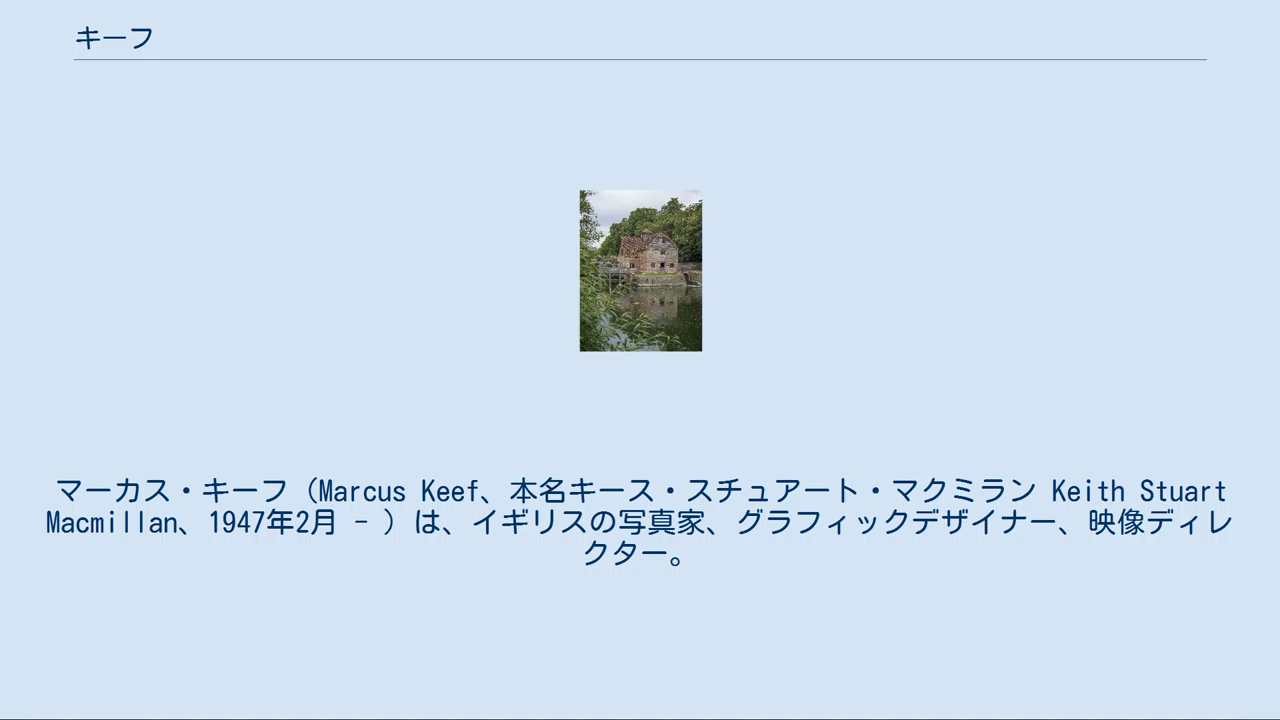 キーフ
マーカス・キーフ（Marcus Keef、本名キース・スチュアート・マクミラン Keith Stuart
Macmillan、1947年2月 - ）は、イギリスの写真家、グラフィックデザイナー、映像ディレ
クター。